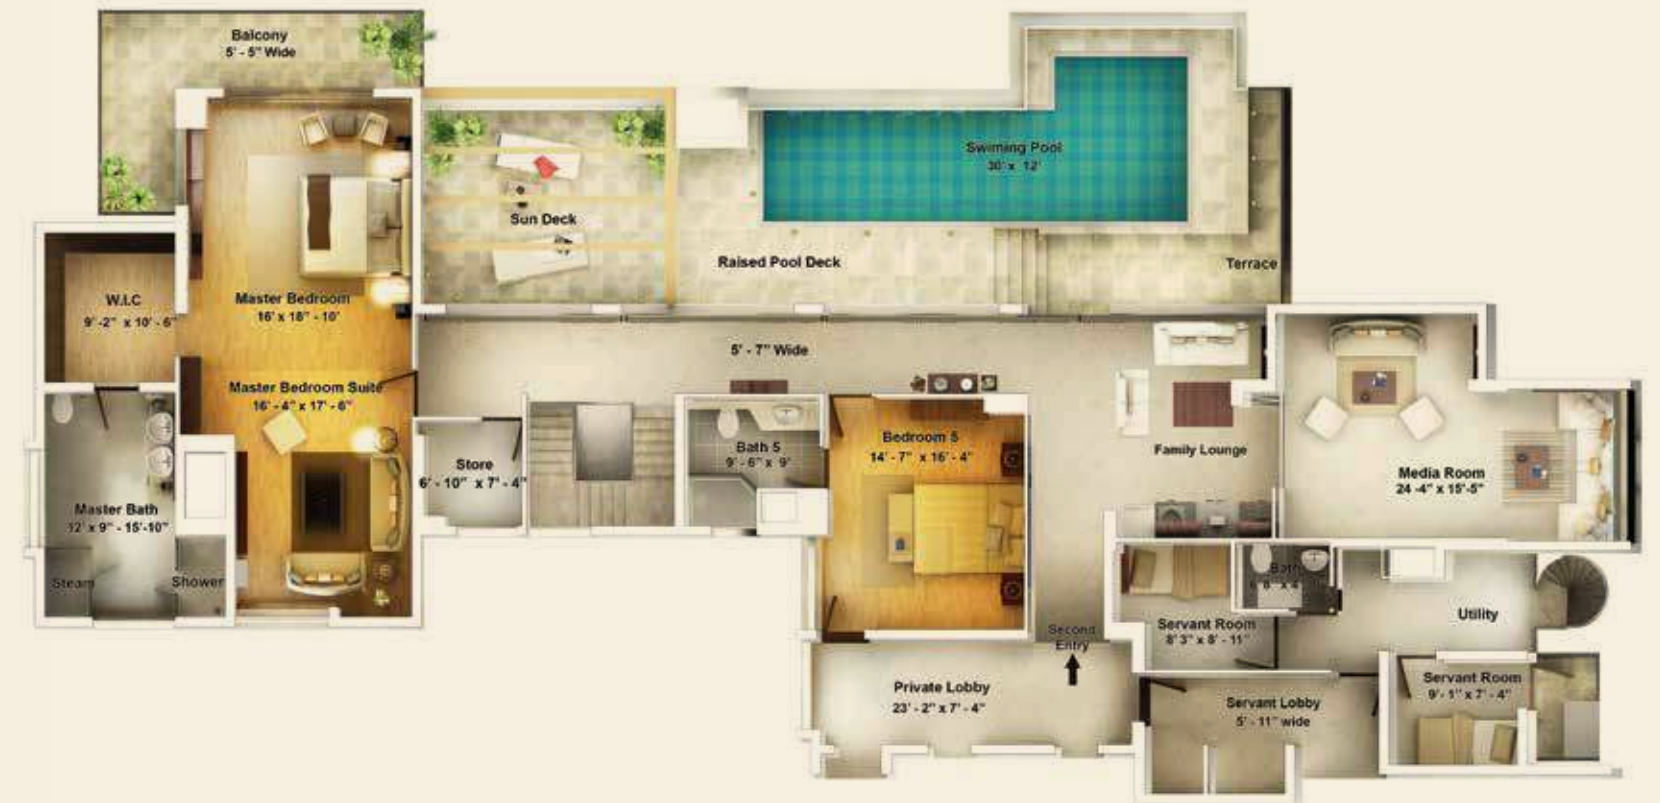 Balcony
5' - 5" Wide
Swiming Pool
30' x 12'
Sun Deck
Raised Pool Deck
Terrace
W.I.C
9' -2" x 10' - 6"
Master Bedroom
16' x 18" - 10'
5' - 7" Wide
Master Bedroom Suite
16' - 4" x 17' - 6"
Store
6' - 10" x 7' - 4"
Bath 5
9' - 6" x 9'
Bedroom 5
14' - 7" x 16' - 4"
Family Lounge
Media Room
24 -4" x 15'-5"
Master Bath
12' x 9" - 15'-10"
Steam
Shower
Bath
Servant Room
8' 3" x 8' - 11"
Utility
Second
Entry
Private Lobby
23' - 2" x 7' - 4"
Servant Lobby
5' - 11" wide
Servant Room
9' - 1" x 7' - 4"